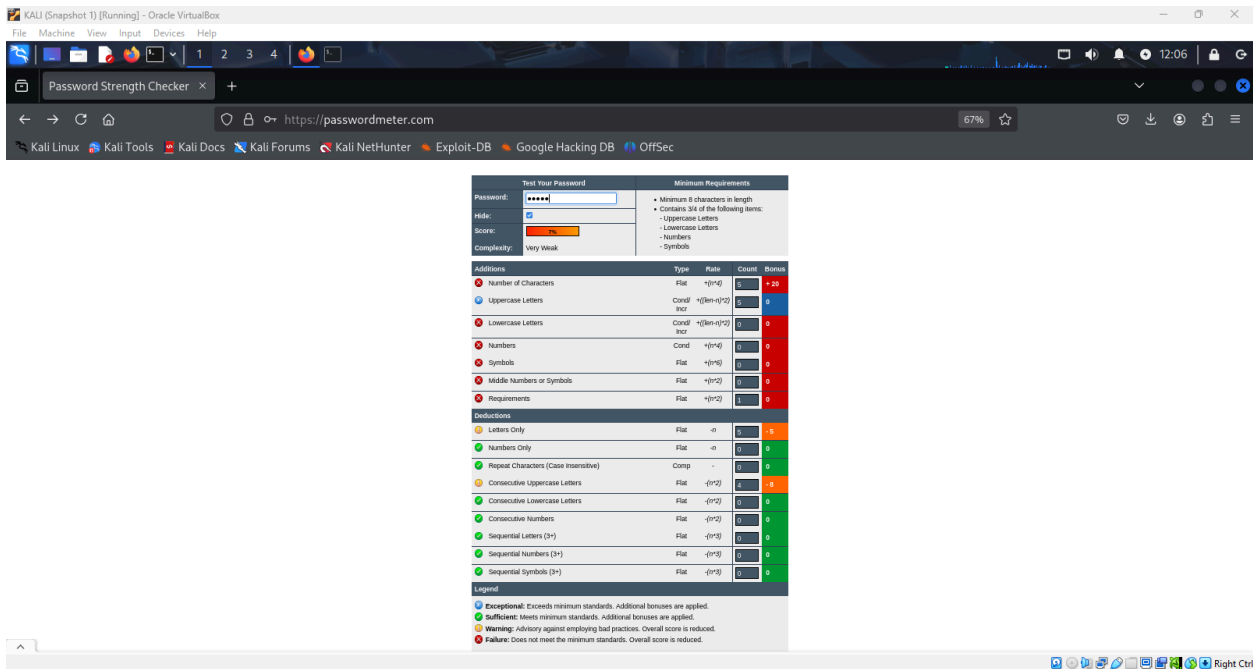 KALI (Snapshot 1) [Running] - Oracle VirtualBox
File Machine View Input Devices Help
1 2 3 4 12:06
Password Strength Checker × +
https://passwordmeter.com 67%
Kali Linux Kali Tools Kali Docs Kali Forums Kali NetHunter Exploit-DB Google Hacking DB OffSec
Test Your Password Minimum Requirements
Password: •••••
• Minimum 8 characters in length
• Contains 3/4 of the following items:
Hide: - Uppercase Letters
- Lowercase Letters
Score: 7% - Numbers
Complexity: Very Weak - Symbols
Additions Type Rate Count Bonus
Number of Characters Flat +(n*4) 5 + 20
Uppercase Letters Cond/ +((len-n)*2) 5 0
Incr
Lowercase Letters Cond/ +((len-n)*2) 0 0
Incr
Numbers Cond +(n*4) 0 0
Symbols Flat +(n*6) 0 0
Middle Numbers or Symbols Flat +(n*2) 0 0
Requirements Flat +(n*2) 1 0
Deductions
Letters Only Flat -n 5 - 5
Numbers Only Flat -n 0 0
Repeat Characters (Case Insensitive) Comp - 0 0
Consecutive Uppercase Letters Flat -(n*2) 4 - 8
Consecutive Lowercase Letters Flat -(n*2) 0 0
Consecutive Numbers Flat -(n*2) 0 0
Sequential Letters (3+) Flat -(n*3) 0 0
Sequential Numbers (3+) Flat -(n*3) 0 0
Sequential Symbols (3+) Flat -(n*3) 0 0
Legend
Exceptional: Exceeds minimum standards. Additional bonuses are applied.
Sufficient: Meets minimum standards. Additional bonuses are applied.
Warning: Advisory against employing bad practices. Overall score is reduced.
Failure: Does not meet the minimum standards. Overall score is reduced.
Right Ctrl